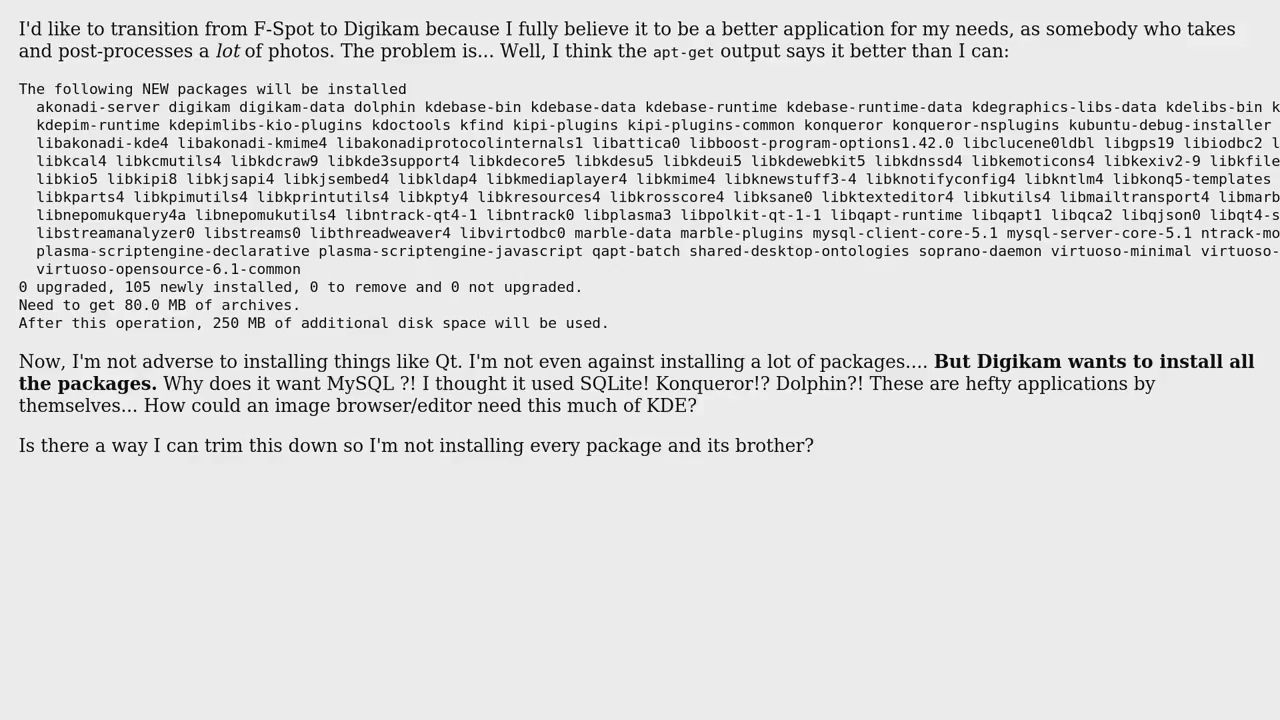 I'd like to transition from F-Spot to Digikam because I fully believe it to be a better application for my needs, as somebody who takes
and post-processes a lot of photos. The problem is... Well, I think the apt-get output says it better than I can:
The following NEW packages will be installed
akonadi-server digikam digikam-data dolphin kdebase-bin kdebase-data kdebase-runtime kdebase-runtime-data kdegraphics-libs-data kdelibs-bin
kdepim-runtime kdepimlibs-kio-plugins kdoctools kfind kipi-plugins kipi-plugins-common konqueror konqueror-nsplugins kubuntu-debug-installer
libakonadi-kde4 libakonadi-kmime4 libakonadiprotocolinternals1 libattica0 libboost-program-options1.42.0 libclucene0ldbl libgps19 libiodbc2
libkcal4 libkcmutils4 libkdcraw9 libkde3support4 libkdecore5 libkdesu5 libkdeui5 libkdewebkit5 libkdnssd4 libkemoticons4 libkexiv2-9 libkfile
libkio5 libkipi8 libkjsapi4 libkjsembed4 libkldap4 libkmediaplayer4 libkmime4 libknewstuff3-4 libknotifyconfig4 libkntlm4 libkonq5-templates
libkparts4 libkpimutils4 libkprintutils4 libkpty4 libkresources4 libkrosscore4 libksane0 libktexteditor4 libkutils4 libmailtransport4 libmarb
libnepomukquery4a libnepomukutils4 libntrack-qt4-1 libntrack0 libplasma3 libpolkit-qt-1-1 libqapt-runtime libqapt1 libqca2 libqjson0 libqt4-s
libstreamanalyzer0 libstreams0 libthreadweaver4 libvirtodbc0 marble-data marble-plugins mysql-client-core-5.1 mysql-server-core-5.1 ntrack-mo
plasma-scriptengine-declarative plasma-scriptengine-javascript qapt-batch shared-desktop-ontologies soprano-daemon virtuoso-minimal virtuoso-
virtuoso-opensource-6.1-common
0 upgraded, 105 newly installed, 0 to remove and 0 not upgraded.
Need to get 80.0 MB of archives.
After this operation, 250 MB of additional disk space will be used.
Now, I'm not adverse to installing things like Qt. I'm not even against installing a lot of packages.... But Digikam wants to install all
the packages. Why does it want MySQL ?! I thought it used SQLite! Konqueror!? Dolphin?! These are hefty applications by
themselves... How could an image browser/editor need this much of KDE?
Is there a way I can trim this down so I'm not installing every package and its brother?